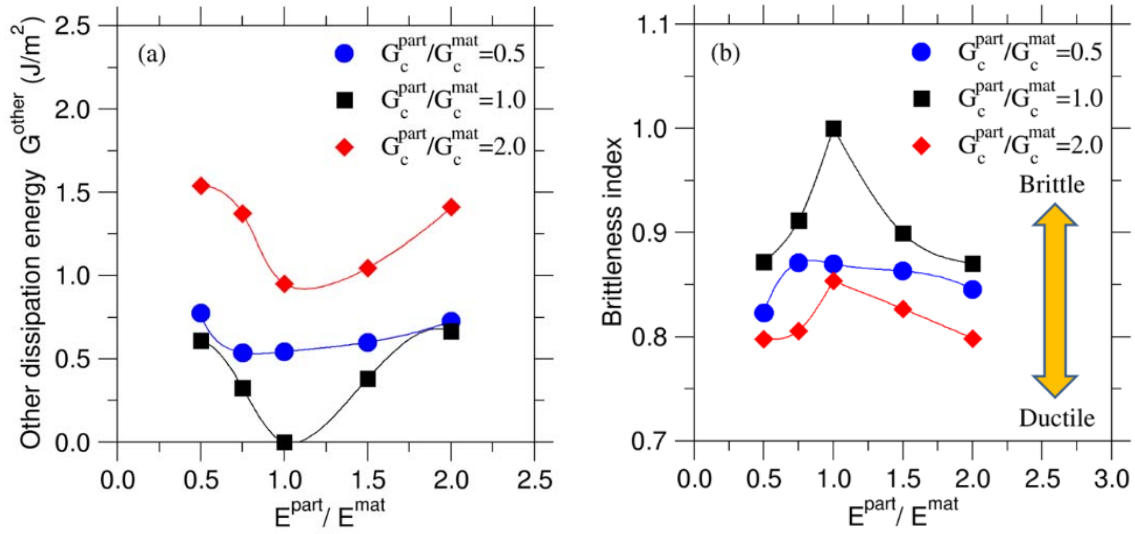 (a)
G_c^part/G_c^mat=0.5
G_c^part/G_c^mat=1.0
G_c^part/G_c^mat=2.0
Other dissipation energy G^other (J/m^2)
2.5
2.0
1.5
1.0
0.5
0.0
0.0 0.5 1.0 1.5 2.0 2.5
E^part/ E^mat
(b)
G_c^part/G_c^mat=0.5
G_c^part/G_c^mat=1.0
G_c^part/G_c^mat=2.0
Brittleness index
1.1
1.0
0.9
0.8
0.7
Brittle
Ductile
0.0 0.5 1.0 1.5 2.0 2.5 3.0
E^part/ E^mat